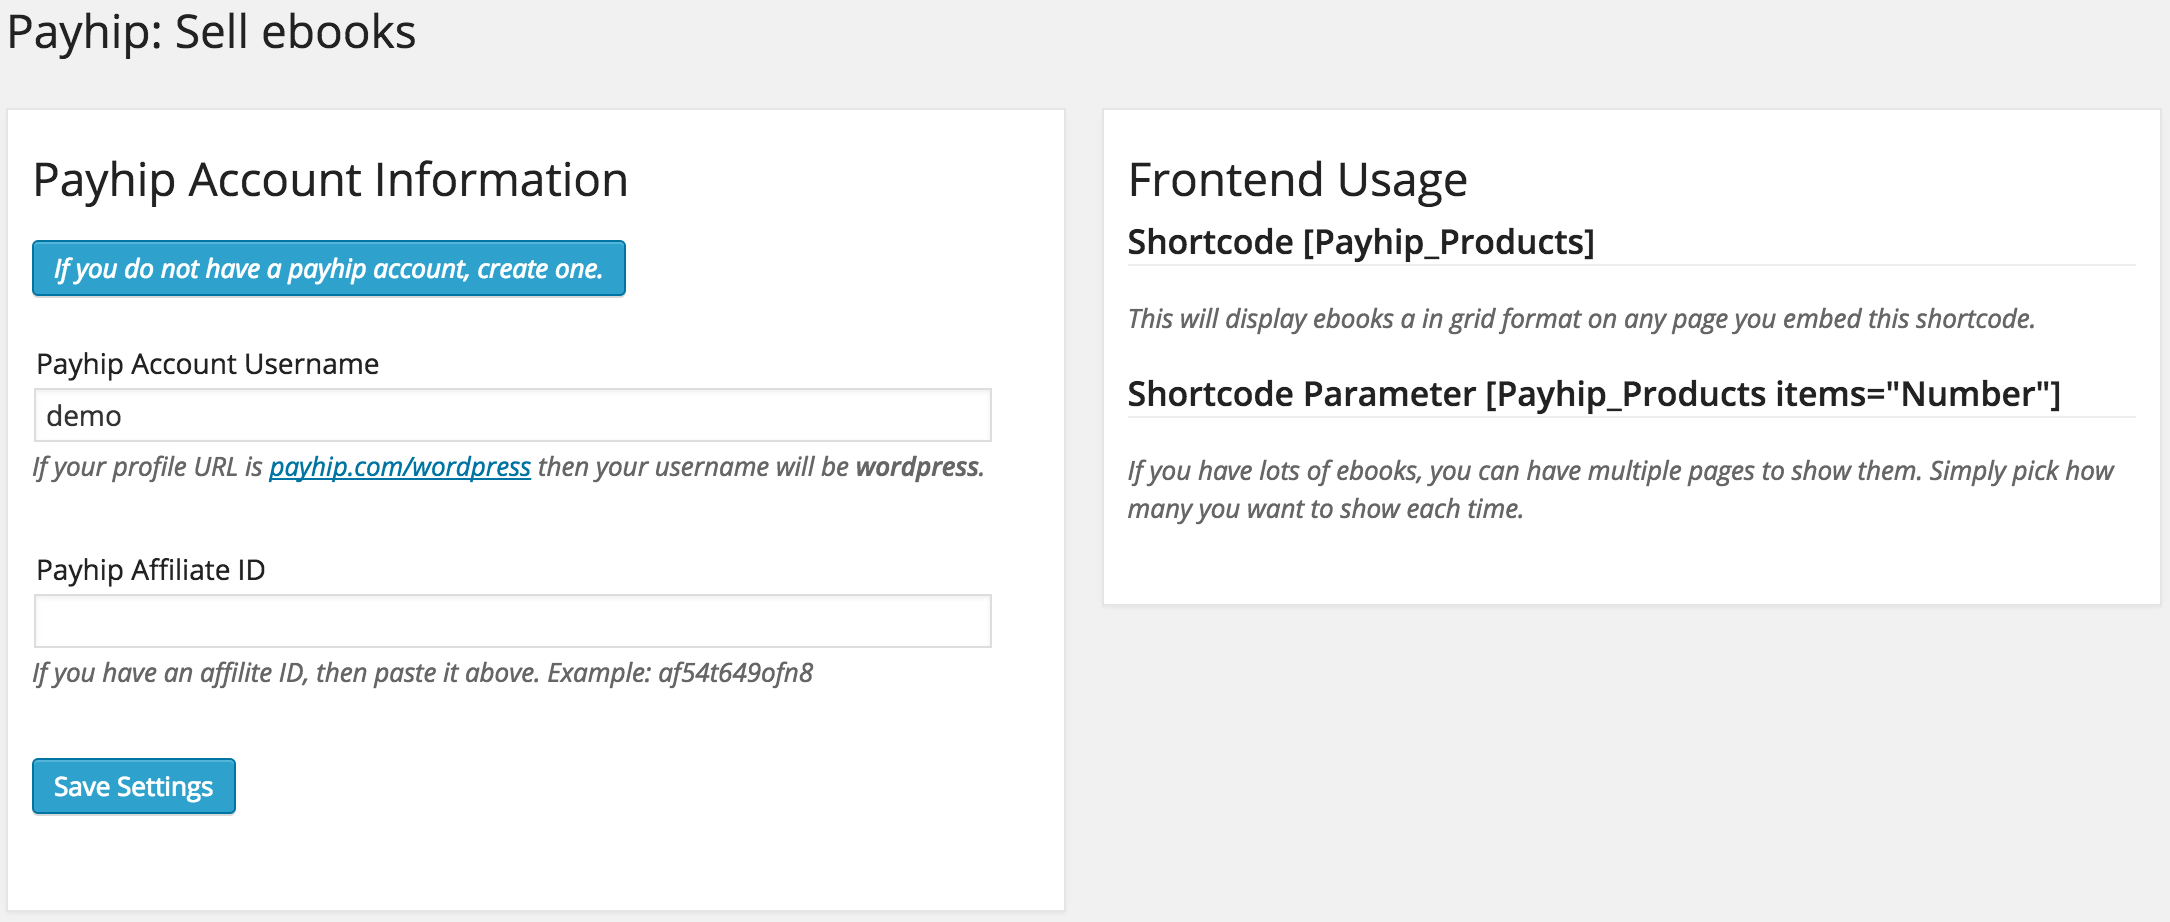 Payhip: Sell ebooks
Payhip Account Information
If you do not have a payhip account, create one.
Payhip Account Username
demo
If your profile URL is payhip.com/wordpress then your username will be wordpress.
Payhip Affiliate ID
If you have an affilite ID, then paste it above. Example: af54t649ofn8
Save Settings
Frontend Usage
Shortcode [Payhip_Products]
This will display ebooks a in grid format on any page you embed this shortcode.
Shortcode Parameter [Payhip_Products items="Number"]
If you have lots of ebooks, you can have multiple pages to show them. Simply pick how
many you want to show each time.